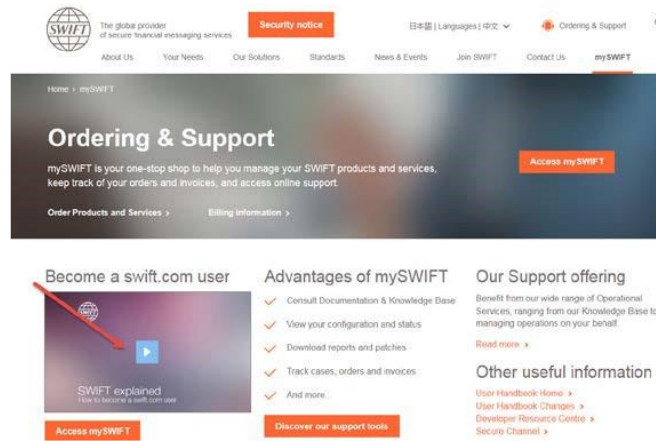 SWIFT
The global provider
of secure financial messaging services
Security notice
日本語 | Languages | 中文
Ordering & Support
About Us
Your Needs
Our Solutions
Standards
News & Events
Join SWIFT
Contact Us
mySWIFT
Home › mySWIFT
Ordering & Support
mySWIFT is your one-stop shop to help you manage your SWIFT products and services,
keep track of your orders and invoices, and access online support.
Access mySWIFT
Order Products and Services ›
Billing information ›
Become a swift.com user
SWIFT explained
How to become a swift.com user
Access mySWIFT
Advantages of mySWIFT
Consult Documentation & Knowledge Base
View your configuration and status
Download reports and patches
Track cases, orders and invoices
And more
Discover our support tools
Our Support offering
Benefit from our wide range of Operational
Services, ranging from our Knowledge Base to
managing operations on your behalf.
Read more ›
Other useful information
User Handbook Home ›
User Handbook Changes ›
Developer Resource Centre ›
Secure Channel ›